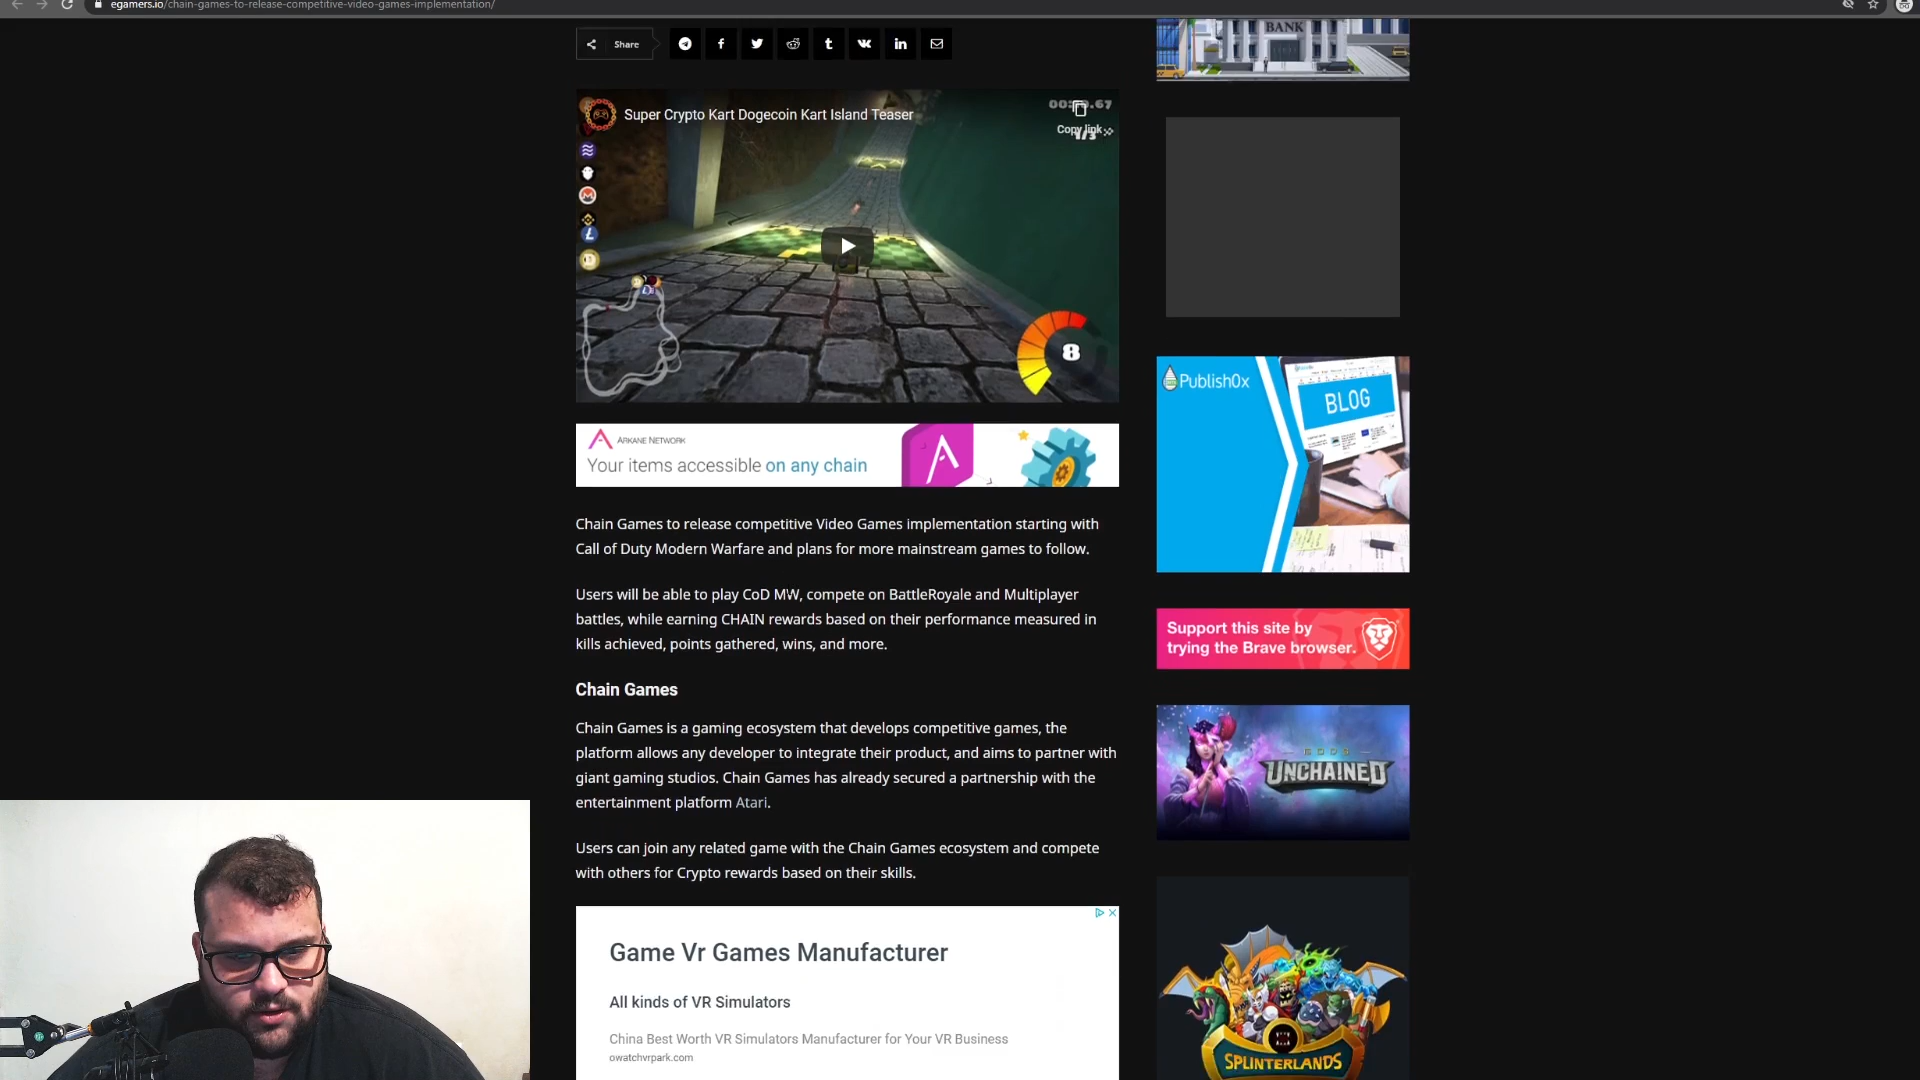 egamers.io/chain-games-to-release-competitive-video-games-implementation/
Share
BANK
Super Crypto Kart Dogecoin Kart Island Teaser
Copy link
1/3
8
ARKANE NETWORK
Your items accessible on any chain
Chain Games to release competitive Video Games implementation starting with
Call of Duty Modern Warfare and plans for more mainstream games to follow.
Users will be able to play CoD MW, compete on BattleRoyale and Multiplayer
battles, while earning CHAIN rewards based on their performance measured in
kills achieved, points gathered, wins, and more.
Chain Games
Chain Games is a gaming ecosystem that develops competitive games, the
platform allows any developer to integrate their product, and aims to partner with
giant gaming studios. Chain Games has already secured a partnership with the
entertainment platform Atari.
Users can join any related game with the Chain Games ecosystem and compete
with others for Crypto rewards based on their skills.
Game Vr Games Manufacturer
All kinds of VR Simulators
China Best Worth VR Simulators Manufacturer for Your VR Business
owatchvrpark.com
Publish0x
BLOG
Support this site by
trying the Brave browser.
GODS
UNCHAINED
SPLINTERLANDS